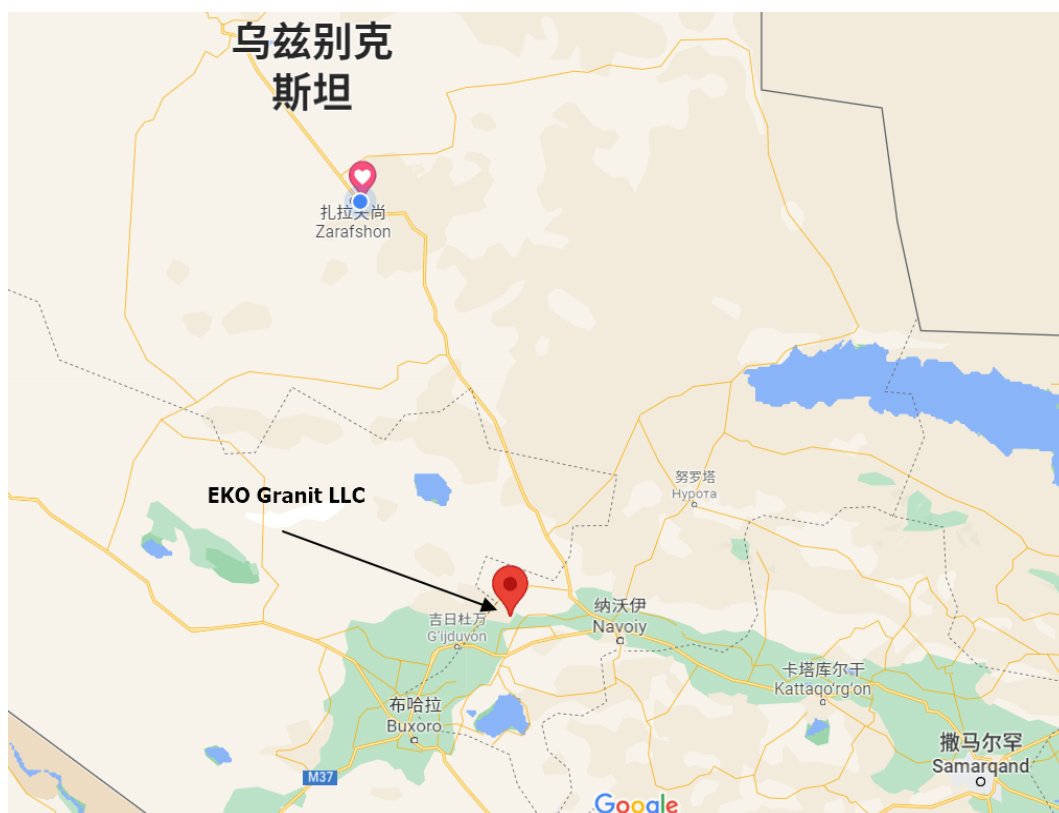 乌兹别克
斯坦
扎拉夫尚
Zarafshon
努罗塔
Нурота
EKO Granit LLC
吉日杜万
G'ijduvon
纳沃伊
Navoiy
卡塔库尔干
Kattaqo'rg'on
布哈拉
Buxoro
撒马尔罕
Samarqand
M37
Google